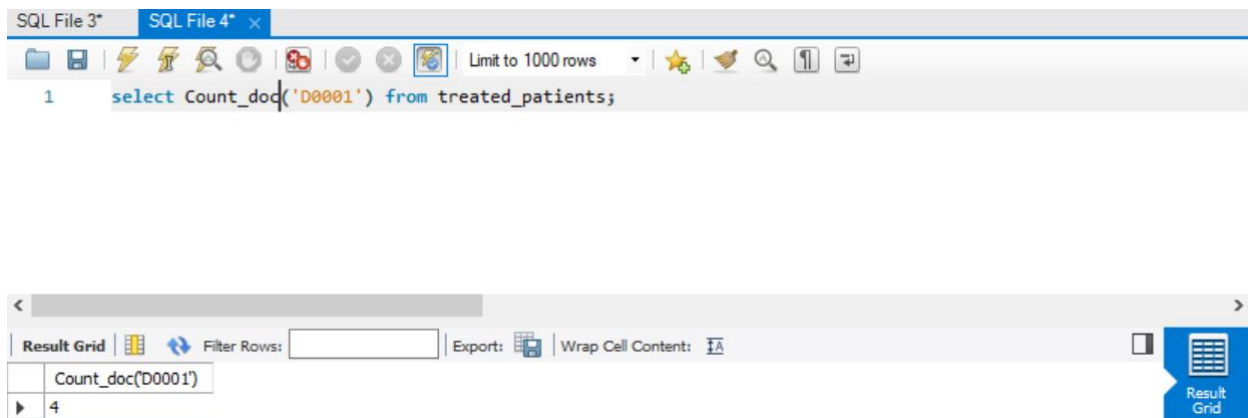 SQL File 3*
SQL File 4*
Limit to 1000 rows
1 select Count_doc('D0001') from treated_patients;
Result Grid Filter Rows: Export: Wrap Cell Content:
Count_doc('D0001')
4
Result
Grid